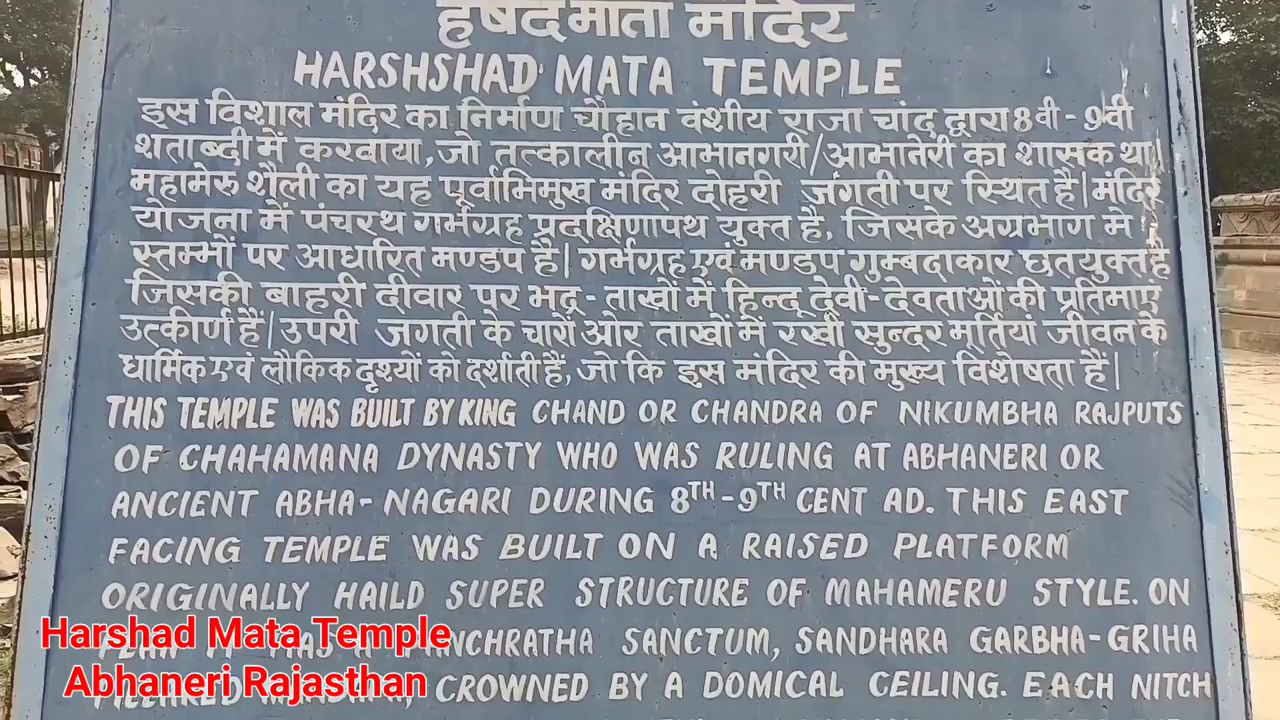 हर्षदमाता मंदिर
HARSHSHAD MATA TEMPLE
इस विशाल मंदिर का निर्माण चौहान वंशीय राजा चांद द्वारा 8वी - 9वी
शताब्दी में करवाया, जो तत्कालीन आभानगरी/आभानेरी का शासक था।
महामेरू शैली का यह पूर्वाभिमुख मंदिर दोहरी जगती पर स्थित है। मंदिर
योजना में पंचरथ गर्भग्रह प्रदक्षिणापथ युक्त है, जिसके अग्रभाग मे
स्तम्भों पर आधारित मण्डप है। गर्भग्रह एवं मण्डप गुम्बदाकार छतयुक्त है
जिसकी बाहरी दीवार पर भद्र - ताखों में हिन्दू देवी-देवताओं की प्रतिमाएं
उत्कीर्ण हैं। उपरी जगती के चारों ओर ताखों में रखी सुन्दर मूर्तियां जीवन के
धार्मिक एवं लौकिक दृश्यों को दर्शाती हैं, जो कि इस मंदिर की मुख्य विशेषता हैं।
THIS TEMPLE WAS BUILT BY KING CHAND OR CHANDRA OF NIKUMBHA RAJPUTS
OF CHAHAMANA DYNASTY WHO WAS RULING AT ABHANERI OR
ANCIENT ABHA-NAGARI DURING 8TH-9TH CENT AD. THIS EAST
FACING TEMPLE WAS BUILT ON A RAISED PLATFORM
ORIGINALLY HAILD SUPER STRUCTURE OF MAHAMERU STYLE. ON
SANCTUM, SANDHARA GARBHA-GRIHA
CROWNED BY A DOMICAL CEILING. EACH NITCH
Harshad Mata Temple
Abhaneri Rajasthan